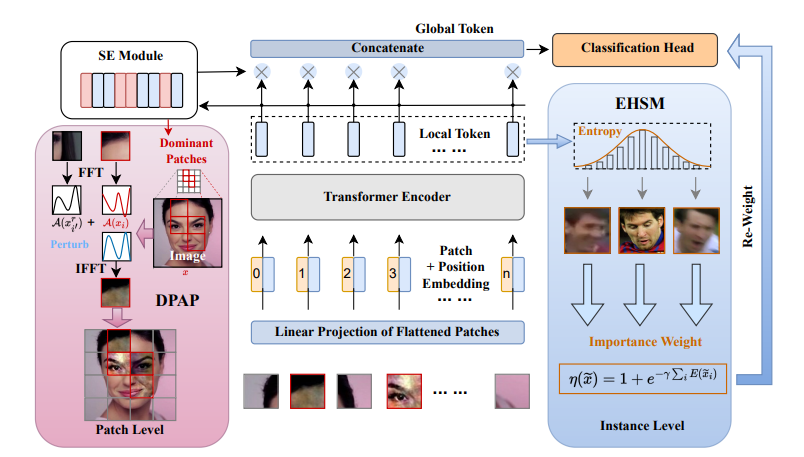 Global Token
SE Module
Concatenate
Classification Head
EHSM
Dominant
Patches
Local Token
... ...
Entropy
FFT
𝒜(x^r_{i'}) + 𝒜(x_i)
Transformer Encoder
Perturb
Image
x
IFFT
DPAP
0
1
2
3
n
Patch
+ Position
Embedding
... ...
Re-Weight
Linear Projection of Flattened Patches
Importance Weight
η(x̃) = 1 + e^{-γ∑_i E(x̃_i)}
... ...
Patch Level
Instance Level